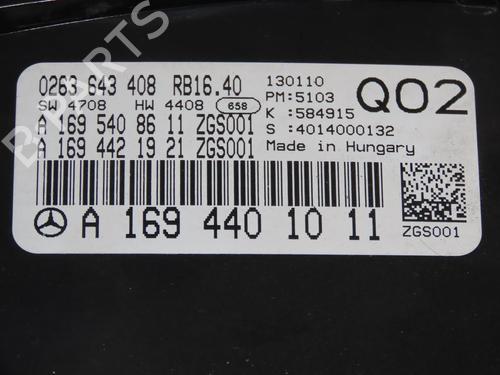 0263 643 408 RB16.40
SW 4708 HW 4408 658
A 169 540 86 11 ZGS001
A 169 442 19 21 ZGS001
130110
PM:5103
K :584915
S :4014000132
Made in Hungary
Q02
A 169 440 10 11
ZGS001